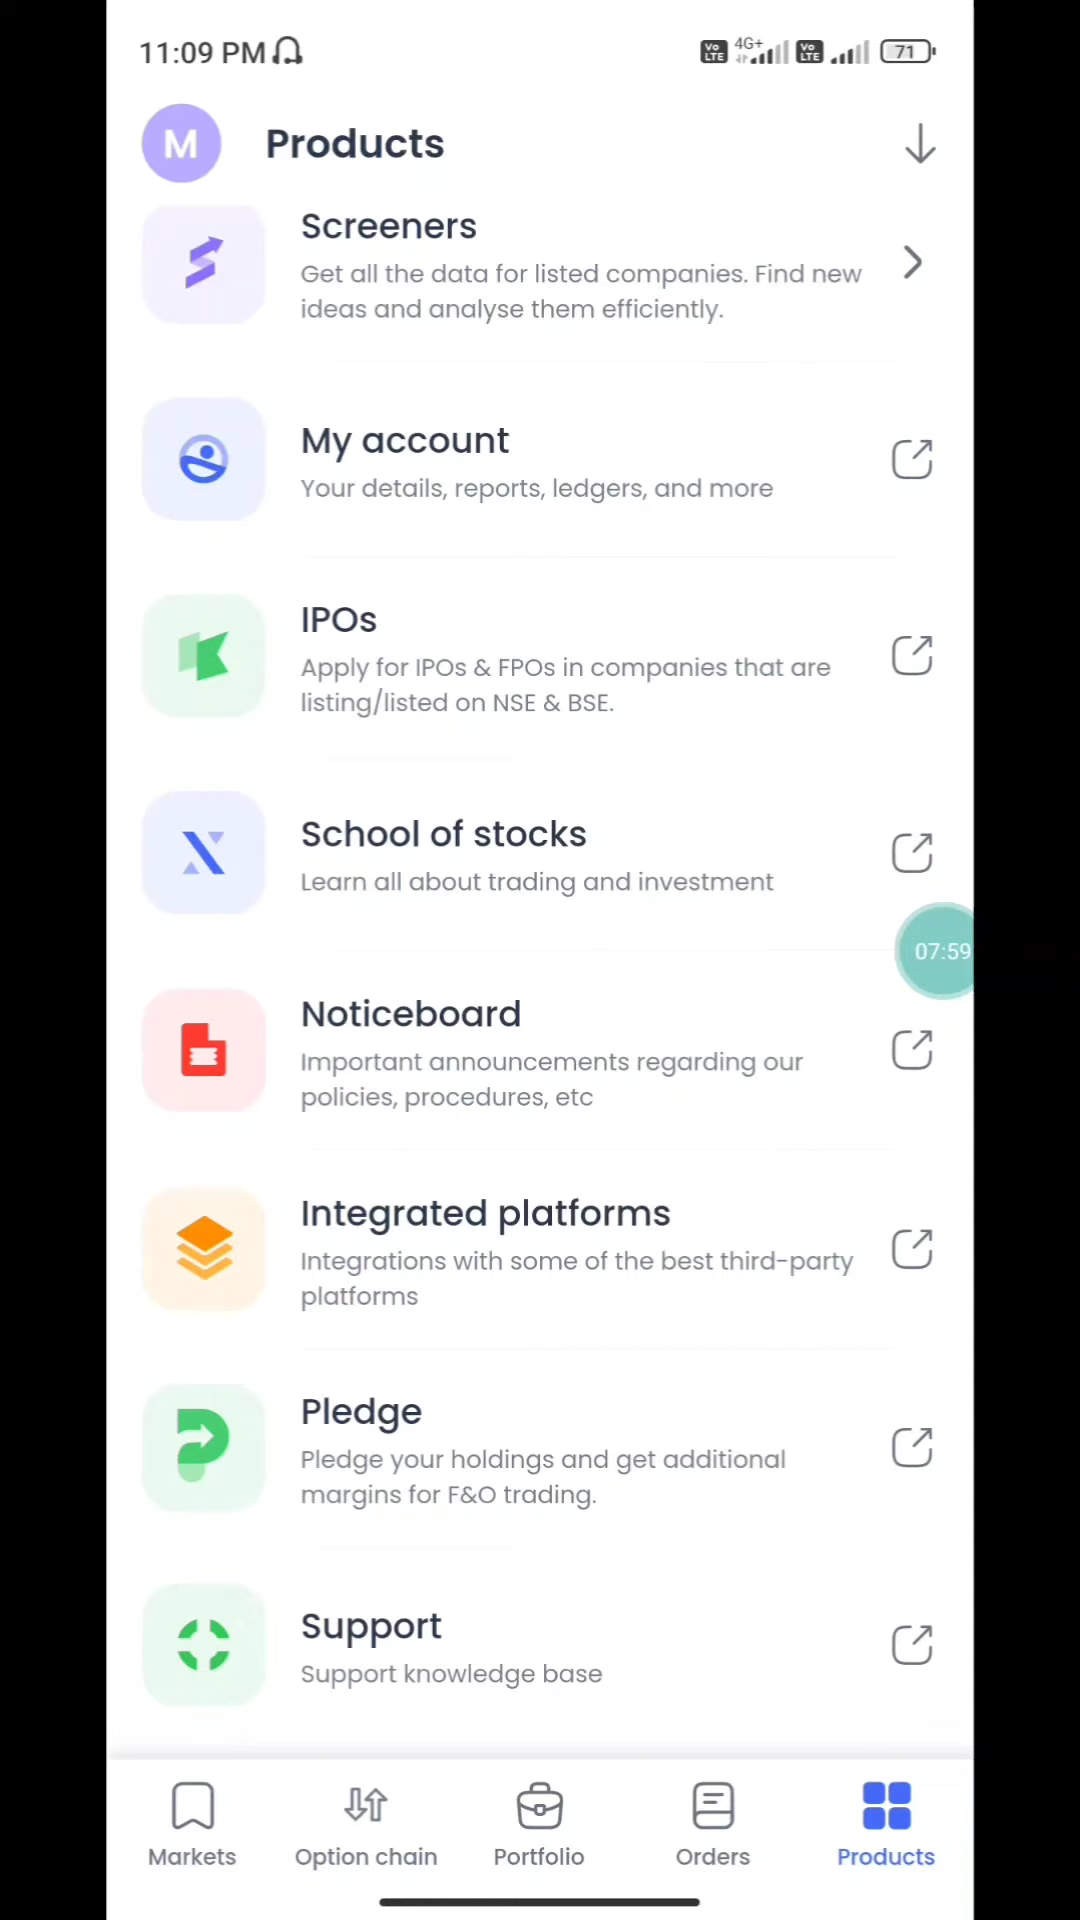 11:09 PM
Vo LTE 4G+ Vo LTE 71
M Products
Screeners
Get all the data for listed companies. Find new
ideas and analyse them efficiently.
My account
Your details, reports, ledgers, and more
IPOs
Apply for IPOs & FPOs in companies that are
listing/listed on NSE & BSE.
School of stocks
Learn all about trading and investment
07:59
Noticeboard
Important announcements regarding our
policies, procedures, etc
Integrated platforms
Integrations with some of the best third-party
platforms
Pledge
Pledge your holdings and get additional
margins for F&O trading.
Support
Support knowledge base
Markets Option chain Portfolio Orders Products